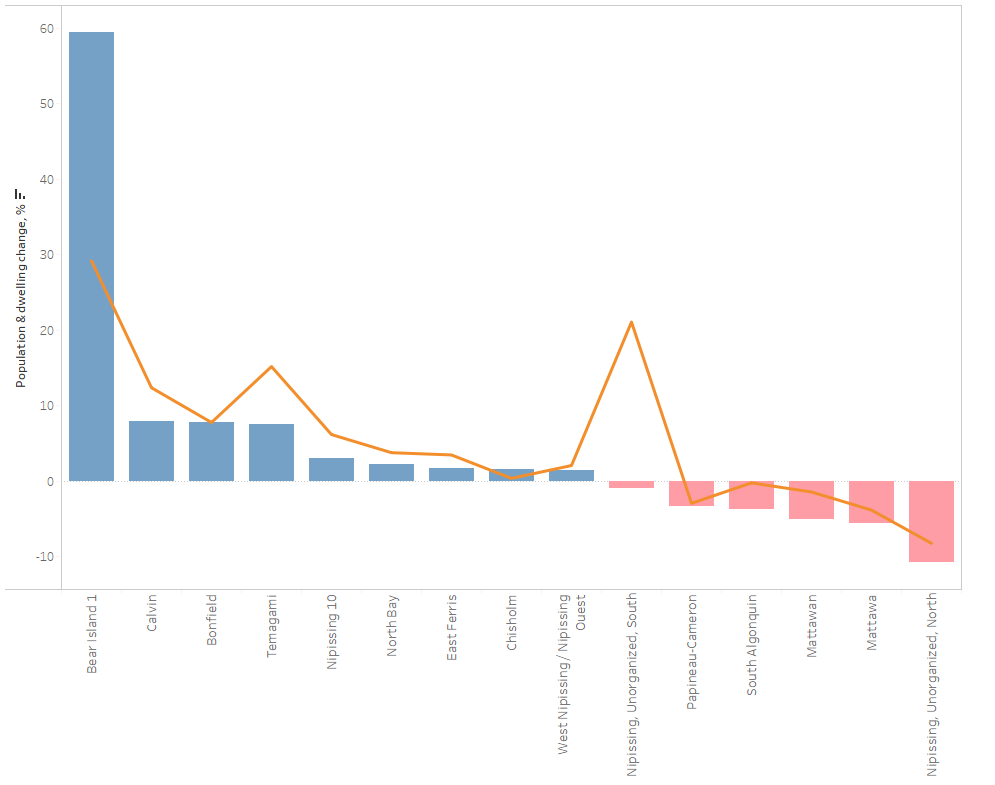 Population & dwelling change, %
60
50
40
30
20
10
0
-10
Bear Island 1
Calvin
Bonfield
Temagami
Nipissing 10
North Bay
East Ferris
Chisholm
West Nipissing / Nipissing
Ouest
Nipissing, Unorganized, South
Papineau-Cameron
South Algonquin
Mattawan
Mattawa
Nipissing, Unorganized, North